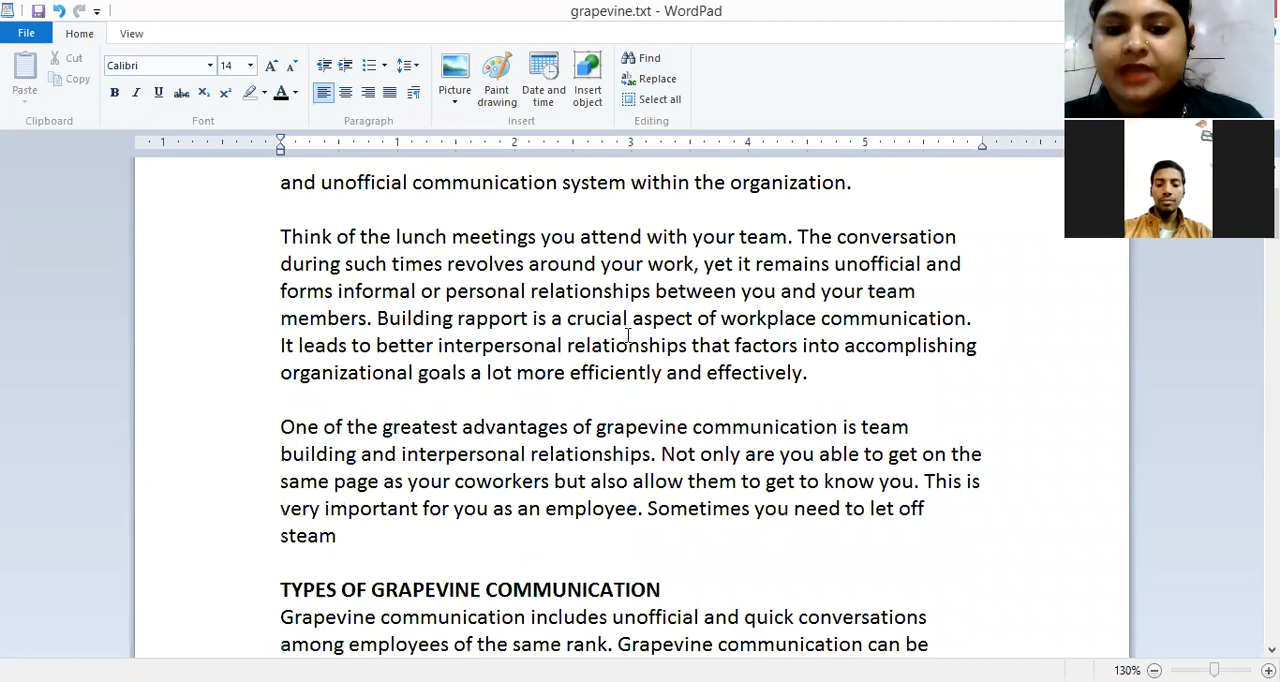 grapevine.txt - WordPad
File
Home
View
Paste
Cut
Copy
Clipboard
Calibri
14
Font
Paragraph
Picture
Paint drawing
Date and time
Insert object
Insert
Find
Replace
Select all
Editing
1 1 2 3 4 5
and unofficial communication system within the organization.
Think of the lunch meetings you attend with your team. The conversation
during such times revolves around your work, yet it remains unofficial and
forms informal or personal relationships between you and your team
members. Building rapport is a crucial aspect of workplace communication.
It leads to better interpersonal relationships that factors into accomplishing
organizational goals a lot more efficiently and effectively.
One of the greatest advantages of grapevine communication is team
building and interpersonal relationships. Not only are you able to get on the
same page as your coworkers but also allow them to get to know you. This is
very important for you as an employee. Sometimes you need to let off
steam
TYPES OF GRAPEVINE COMMUNICATION
Grapevine communication includes unofficial and quick conversations
among employees of the same rank. Grapevine communication can be
130%